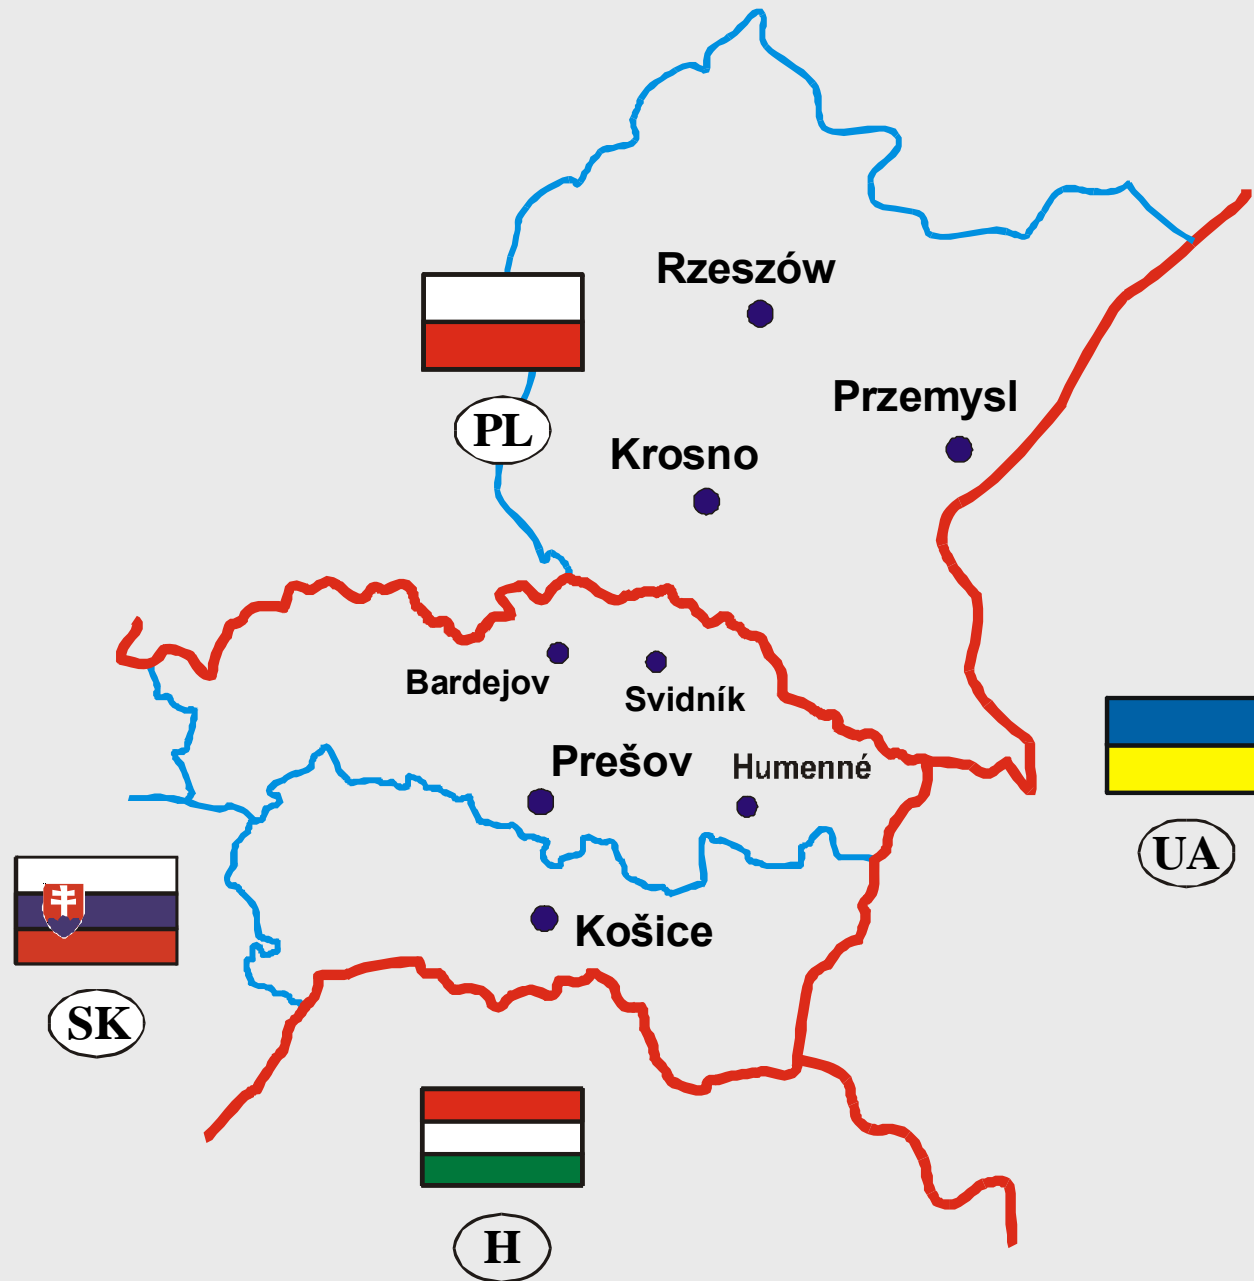 Rzeszów
Przemysl
PL
Krosno
Bardejov
Svidník
Prešov
Humenné
UA
Košice
SK
H